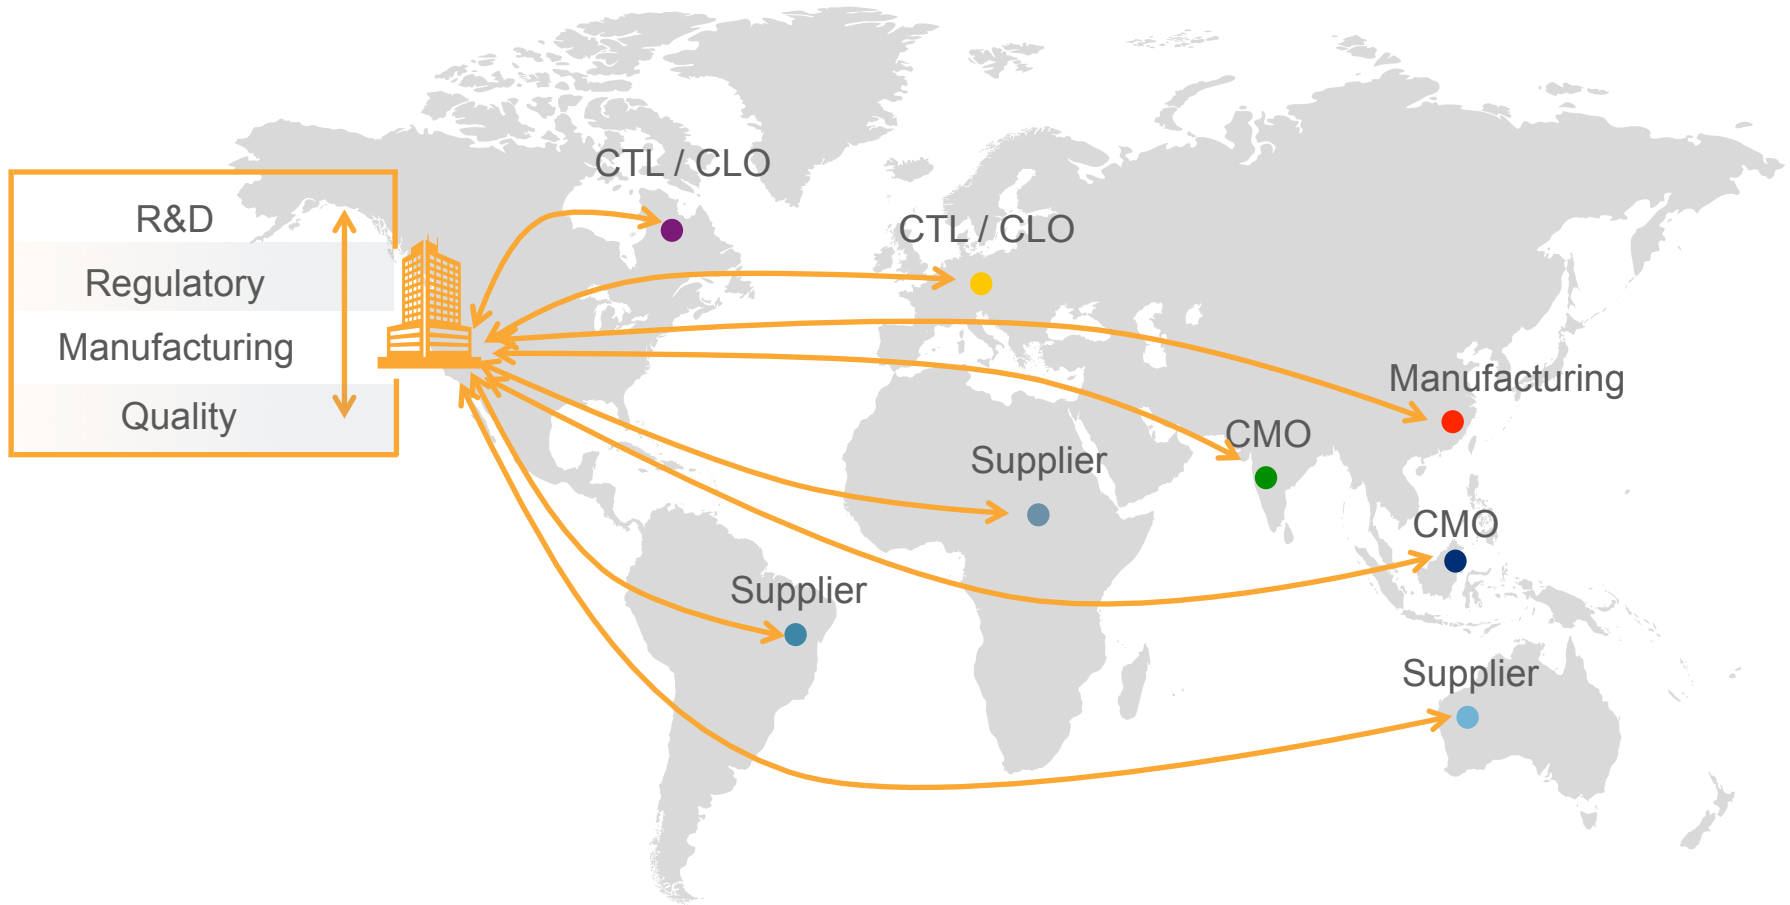 R&D
Regulatory
Manufacturing
Quality
CTL / CLO
CTL / CLO
Manufacturing
CMO
Supplier
CMO
Supplier
Supplier